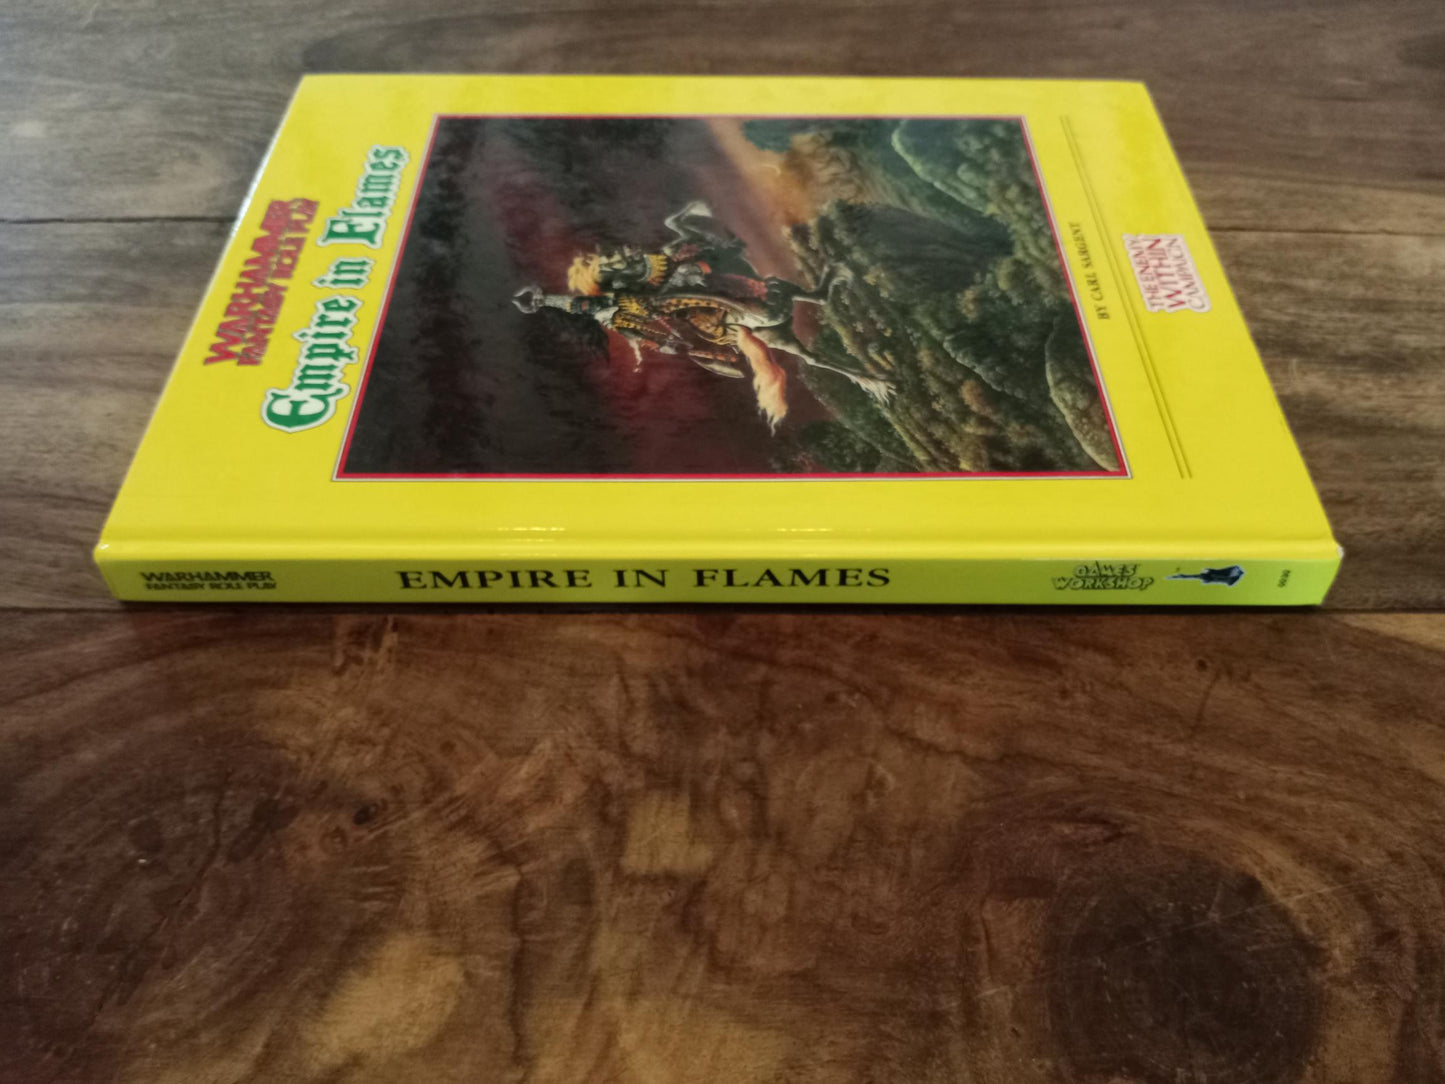 WARHAMMER
FANTASY ROLE PLAY
Empire in Flames
BY CARL SARGENT
THE ENEMY
WITHIN
CAMPAIGN
WARHAMMER
FANTASY ROLE PLAY
EMPIRE IN FLAMES
GAMES
WORKSHOP